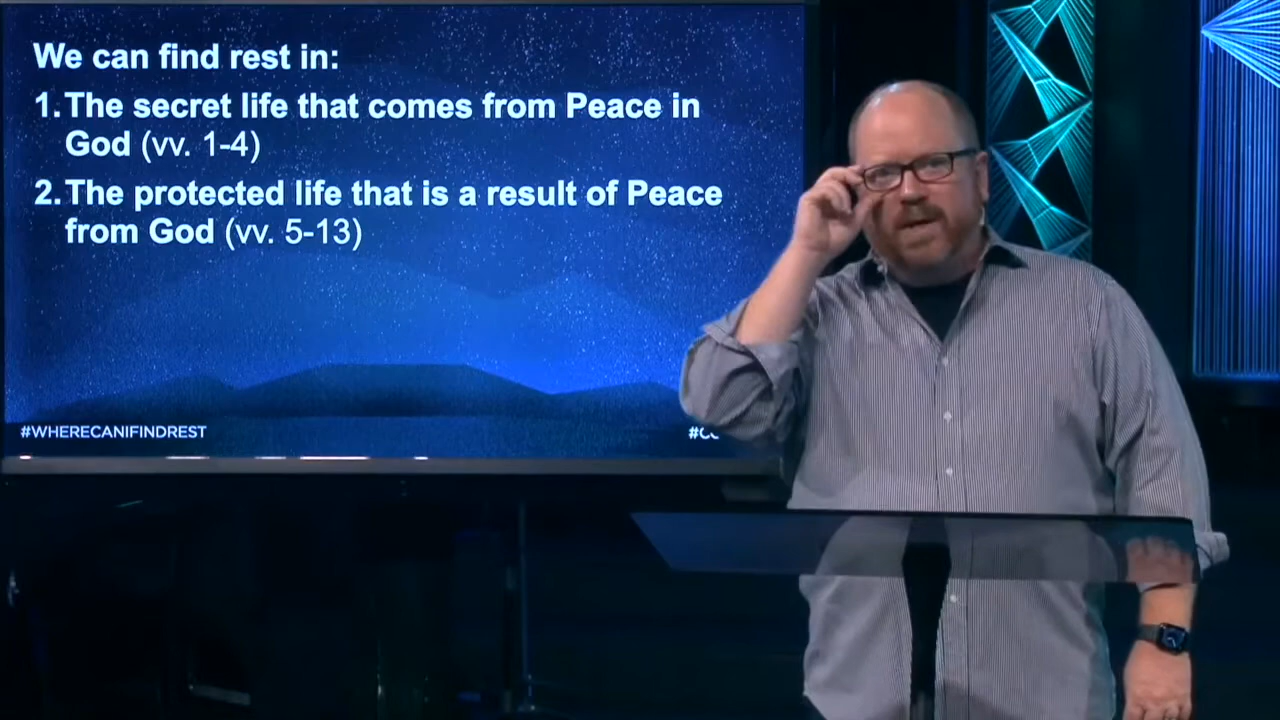 We can find rest in:
1. The secret life that comes from Peace in
God (vv. 1-4)
2. The protected life that is a result of Peace
from God (vv. 5-13)
#WHERECANIFINDREST